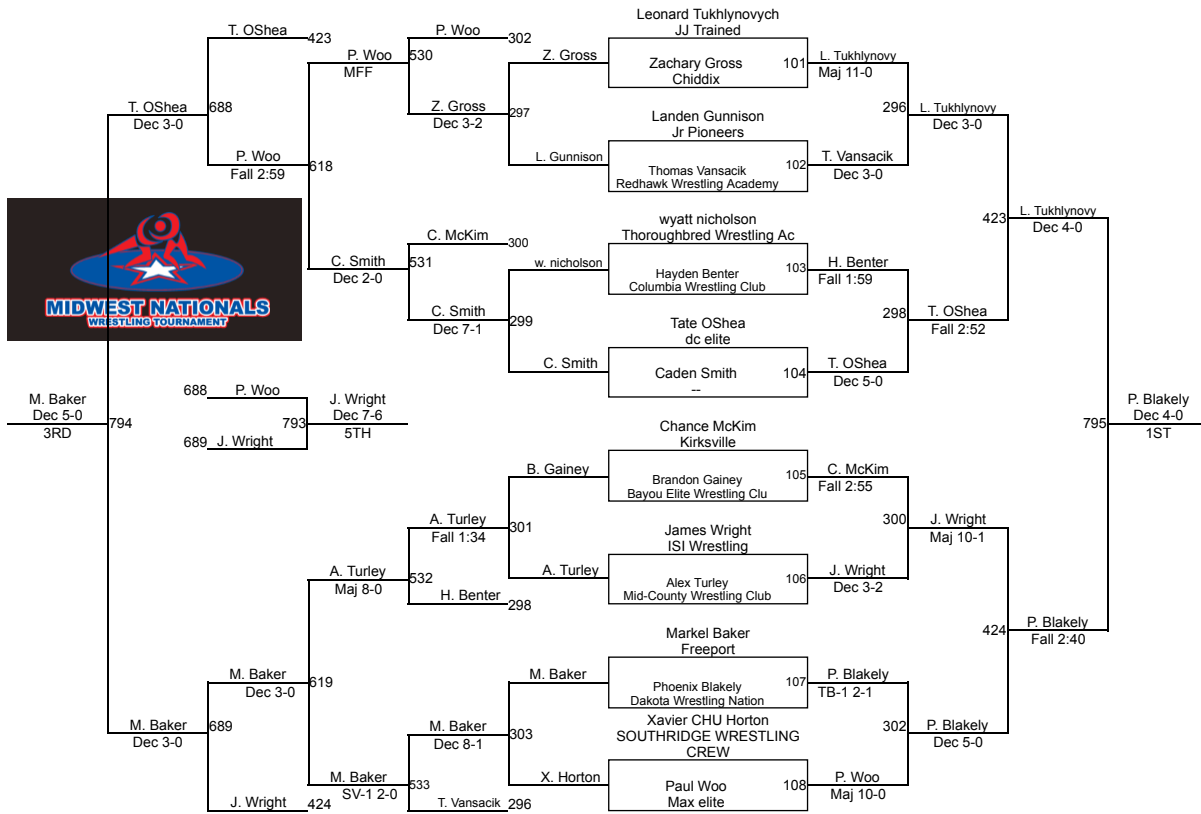 Leonard Tukhlynovych
JJ Trained
T. OShea
423
P. Woo
302
P. Woo
530
MFF
Z. Gross
Zachary Gross
Chiddix
101
L. Tukhlynovy
Maj 11-0
T. OShea
688
Dec 3-0
Z. Gross
297
Dec 3-2
Landen Gunnison
Jr Pioneers
296
L. Tukhlynovy
Dec 3-0
P. Woo
618
Fall 2:59
L. Gunnison
Thomas Vansacik
Redhawk Wrestling Academy
102
T. Vansacik
Dec 3-0
wyatt nicholson
Thoroughbred Wrestling Ac
423
L. Tukhlynovy
Dec 4-0
MIDWEST NATIONALS
WRESTLING TOURNAMENT
C. McKim
300
C. Smith
531
Dec 2-0
w. nicholson
Hayden Benter
Columbia Wrestling Club
103
H. Benter
Fall 1:59
C. Smith
299
Dec 7-1
Tate OShea
dc elite
298
T. OShea
Fall 2:52
C. Smith
Caden Smith
--
104
T. OShea
Dec 5-0
M. Baker
Dec 5-0
3RD
794
688
P. Woo
793
689
J. Wright
J. Wright
Dec 7-6
5TH
Chance McKim
Kirksville
795
P. Blakely
Dec 4-0
1ST
B. Gainey
Brandon Gainey
Bayou Elite Wrestling Clu
105
C. McKim
Fall 2:55
A. Turley
301
Fall 1:34
James Wright
ISI Wrestling
300
J. Wright
Maj 10-1
A. Turley
532
Maj 8-0
A. Turley
Alex Turley
Mid-County Wrestling Club
106
J. Wright
Dec 3-2
H. Benter
298
Markel Baker
Freeport
424
P. Blakely
Fall 2:40
M. Baker
619
Dec 3-0
M. Baker
Phoenix Blakely
Dakota Wrestling Nation
107
P. Blakely
TB-1 2-1
M. Baker
689
Dec 3-0
M. Baker
303
Dec 8-1
Xavier CHU Horton
SOUTHRIDGE WRESTLING
CREW
302
P. Blakely
Dec 5-0
M. Baker
533
SV-1 2-0
X. Horton
Paul Woo
Max elite
108
P. Woo
Maj 10-0
J. Wright
424
T. Vansacik
296